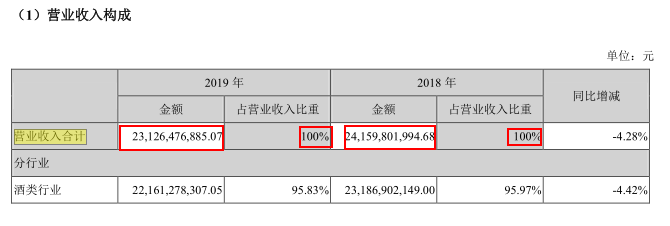 （1）营业收入构成
单位：元
2019 年 2018 年 同比增减
金额 占营业收入比重 金额 占营业收入比重
营业收入合计 23,126,476,885.07 100% 24,159,801,994.68 100% -4.28%
分行业
酒类行业 22,161,278,307.05 95.83% 23,186,902,149.00 95.97% -4.42%